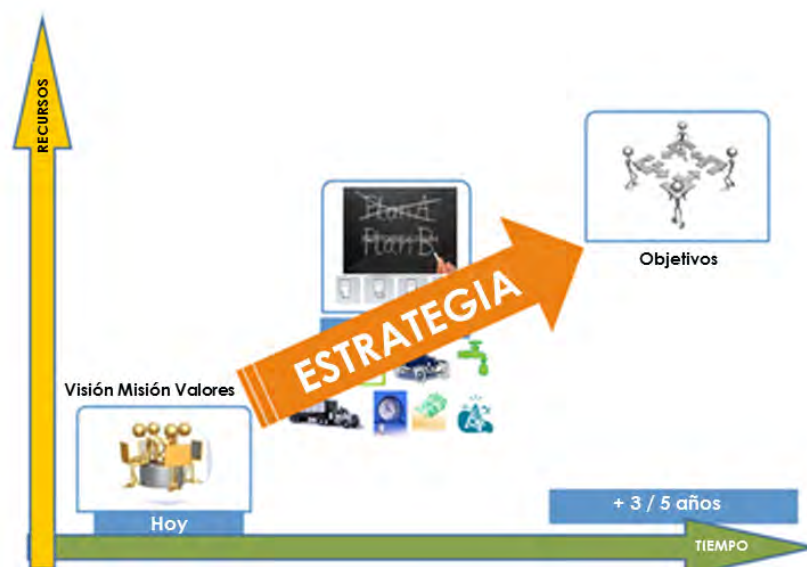 RECURSOS
Plan A
Plan B
Objetivos
ESTRATEGIA
Visión Misión Valores
Hoy
+ 3 / 5 años
TIEMPO